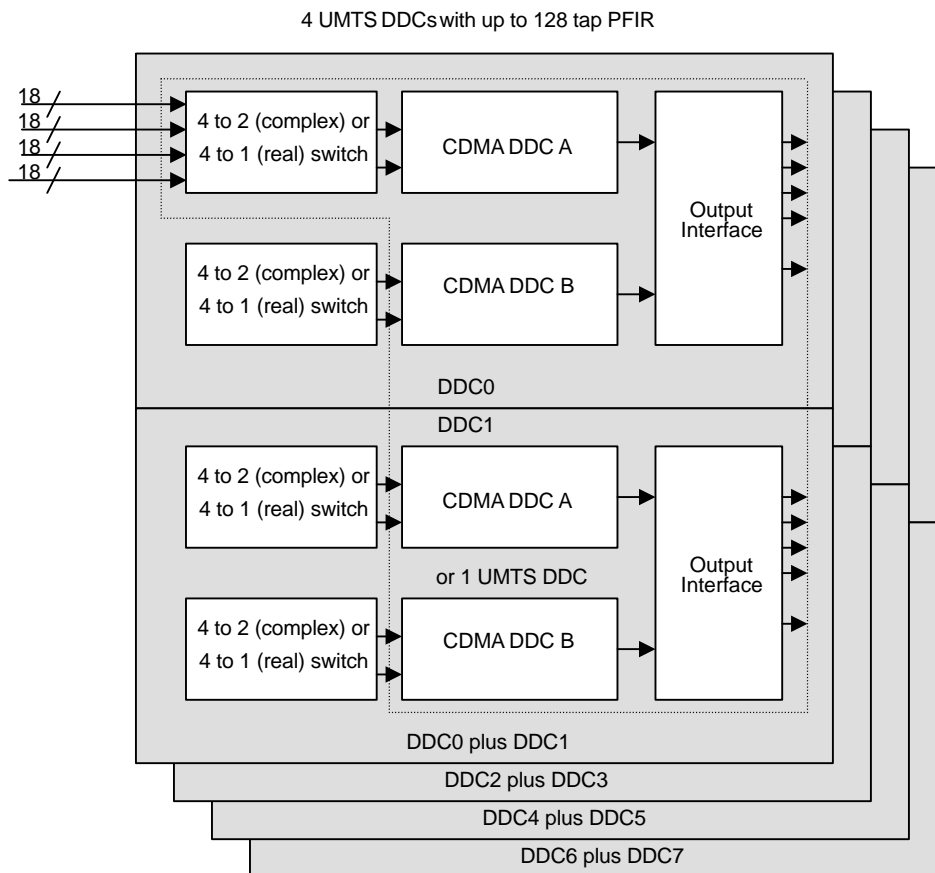 4 UMTS DDCs with up to 128 tap PFIR
18
18
18
18
4 to 2 (complex) or
4 to 1 (real) switch
CDMA DDC A
Output
Interface
4 to 2 (complex) or
4 to 1 (real) switch
CDMA DDC B
DDC0
DDC1
4 to 2 (complex) or
4 to 1 (real) switch
CDMA DDC A
or 1 UMTS DDC
Output
Interface
4 to 2 (complex) or
4 to 1 (real) switch
CDMA DDC B
DDC0 plus DDC1
DDC2 plus DDC3
DDC4 plus DDC5
DDC6 plus DDC7